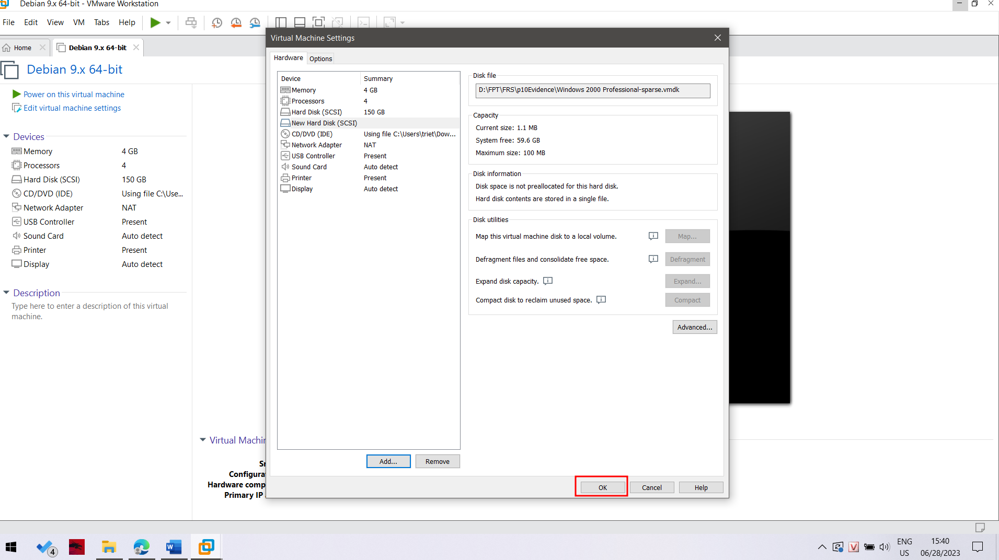 Debian 9.x 64-bit - VMware Workstation
File Edit View VM Tabs Help
Home
Debian 9.x 64-bit
Debian 9.x 64-bit
Power on this virtual machine
Edit virtual machine settings
Devices
Memory 4 GB
Processors 4
Hard Disk (SCSI) 150 GB
CD/DVD (IDE) Using file C:\Use...
Network Adapter NAT
USB Controller Present
Sound Card Auto detect
Printer Present
Display Auto detect
Description
Type here to enter a description of this virtual
machine.
Virtual Machin
Sn
Configurat
Hardware comp
Primary IP
Virtual Machine Settings
Hardware Options
Device Summary
Memory 4 GB
Processors 4
Hard Disk (SCSI) 150 GB
New Hard Disk (SCSI)
CD/DVD (IDE) Using file C:\Users\triet\Dow...
Network Adapter NAT
USB Controller Present
Sound Card Auto detect
Printer Present
Display Auto detect
Add... Remove
Disk file
D:\FPT\FRS\p10Evidence\Windows 2000 Professional-sparse.vmdk
Capacity
Current size: 1.1 MB
System free: 59.6 GB
Maximum size: 100 MB
Disk information
Disk space is not preallocated for this hard disk.
Hard disk contents are stored in a single file.
Disk utilities
Map this virtual machine disk to a local volume. Map...
Defragment files and consolidate free space. Defragment
Expand disk capacity. Expand...
Compact disk to reclaim unused space. Compact
Advanced...
OK Cancel Help
4
ENG
US
15:40
06/28/2023